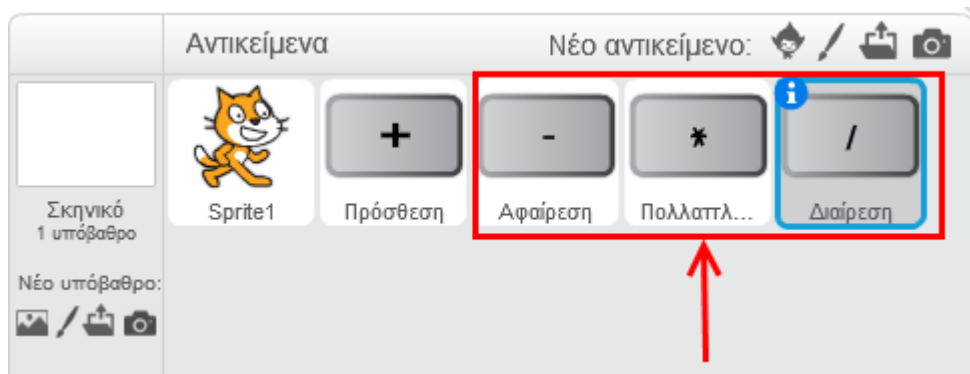 Αντικείμενα
Νέο αντικείμενο:
+
-
*
/
Sprite1
Πρόσθεση
Αφαίρεση
Πολλαπλ...
Διαίρεση
Σκηνικό
1 υπόβαθρο
Νέο υπόβαθρο: